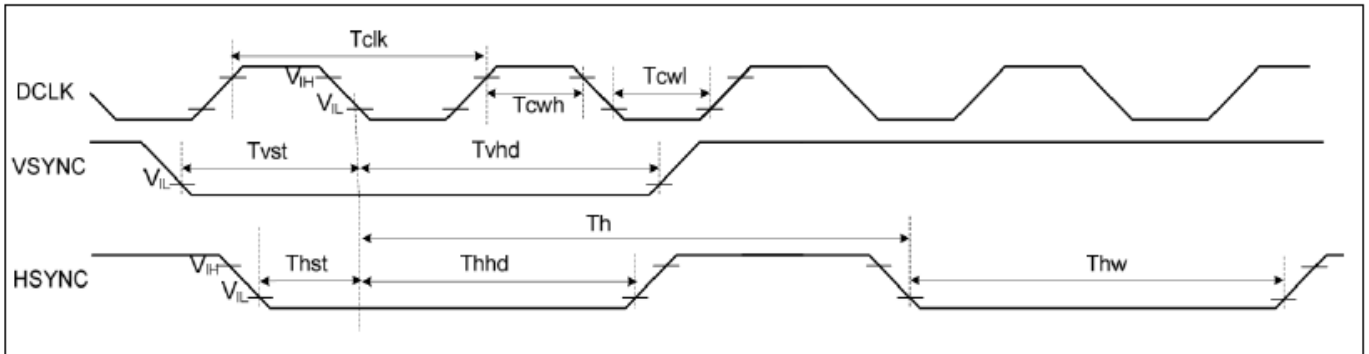 Tclk
DCLK
VIH
VIL
Tcwh
Tcwl
VSYNC
VIL
Tvst
Tvhd
Th
HSYNC
VIH
VIL
Thst
Thhd
Thw